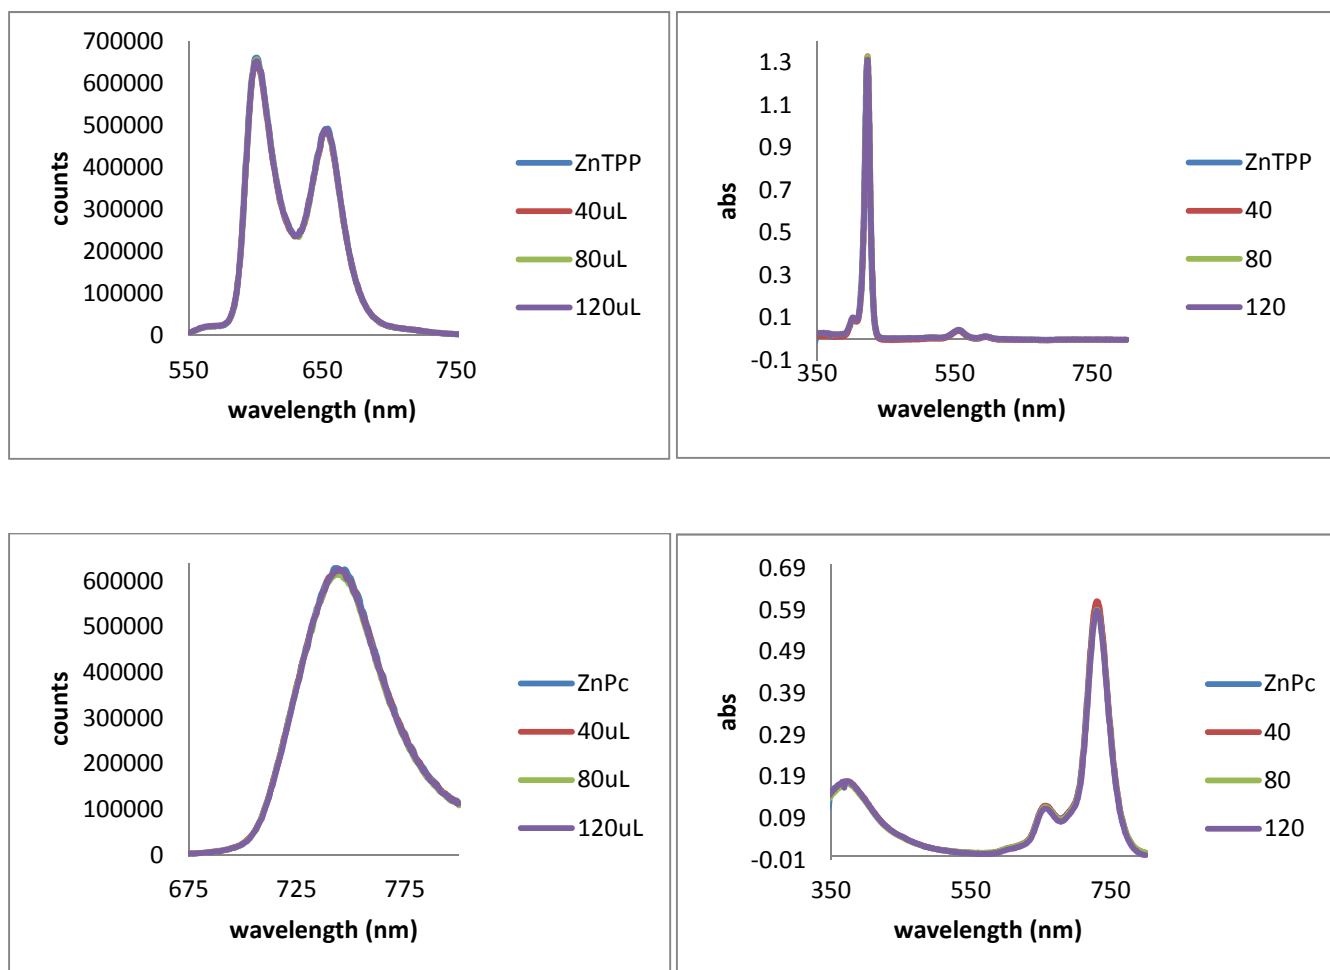 700000
600000
500000
400000
300000
200000
100000
0
counts
550
650
750
wavelength (nm)
ZnTPP
40uL
80uL
120uL
1.3
1.1
0.9
0.7
0.5
0.3
0.1
-0.1
abs
350
550
750
wavelength (nm)
ZnTPP
40
80
120
600000
500000
400000
300000
200000
100000
0
counts
675
725
775
wavelength (nm)
ZnPc
40uL
80uL
120uL
0.69
0.59
0.49
0.39
0.29
0.19
0.09
-0.01
abs
350
550
750
wavelength (nm)
ZnPc
40
80
120